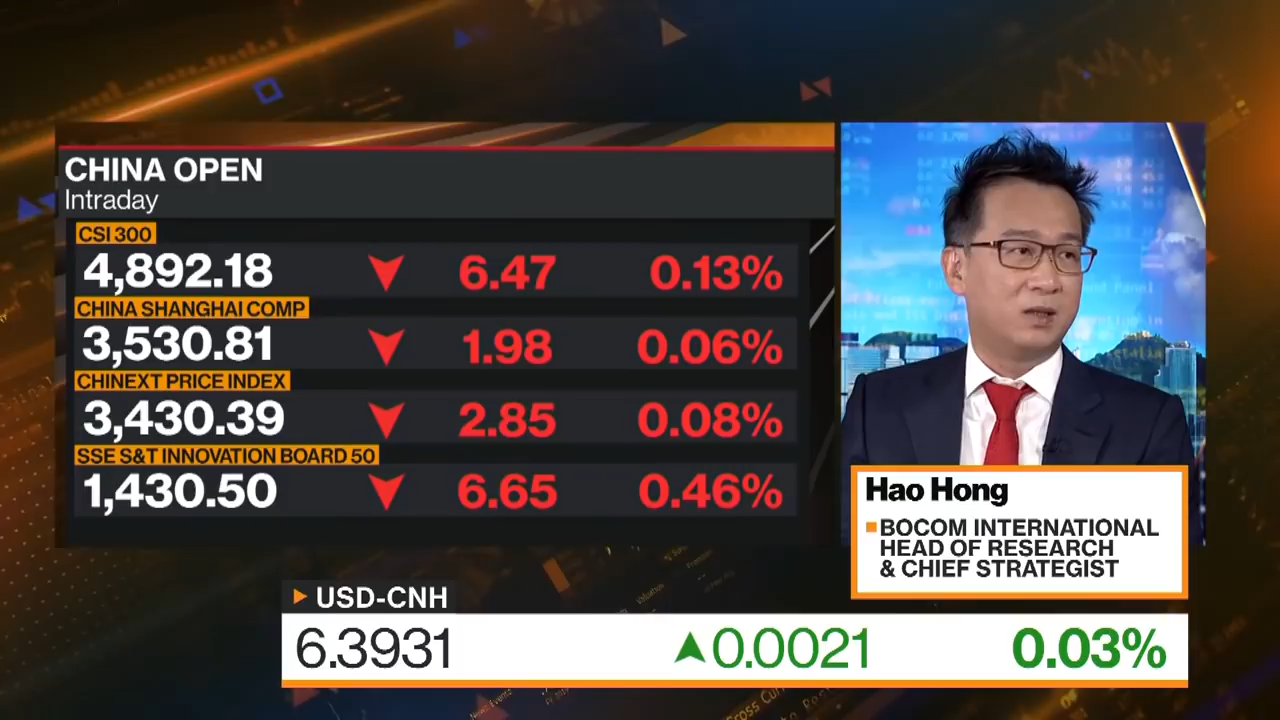 CHINA OPEN
Intraday
CSI 300
4,892.18 6.47 0.13%
CHINA SHANGHAI COMP
3,530.81 1.98 0.06%
CHINEXT PRICE INDEX
3,430.39 2.85 0.08%
SSE S&T INNOVATION BOARD 50
1,430.50 6.65 0.46%
Hao Hong
BOCOM INTERNATIONAL
HEAD OF RESEARCH
& CHIEF STRATEGIST
USD-CNH
6.3931 0.0021 0.03%